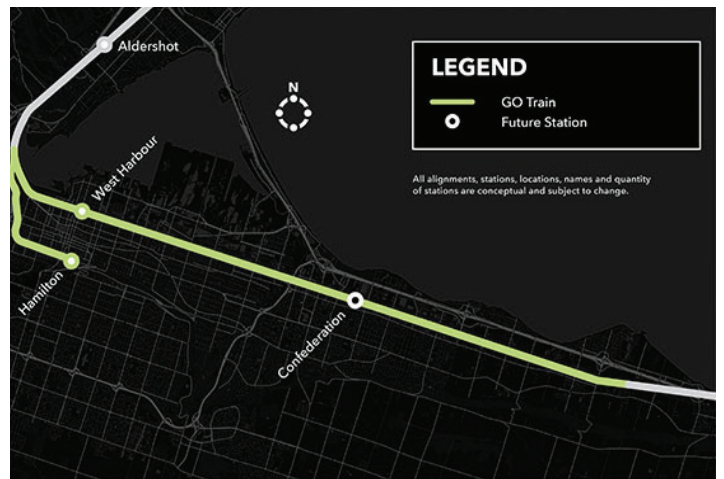 Aldershot
N
LEGEND
GO Train
Future Station
All alignments, stations, locations, names and quantity
of stations are conceptual and subject to change.
West Harbour
Hamilton
Confederation